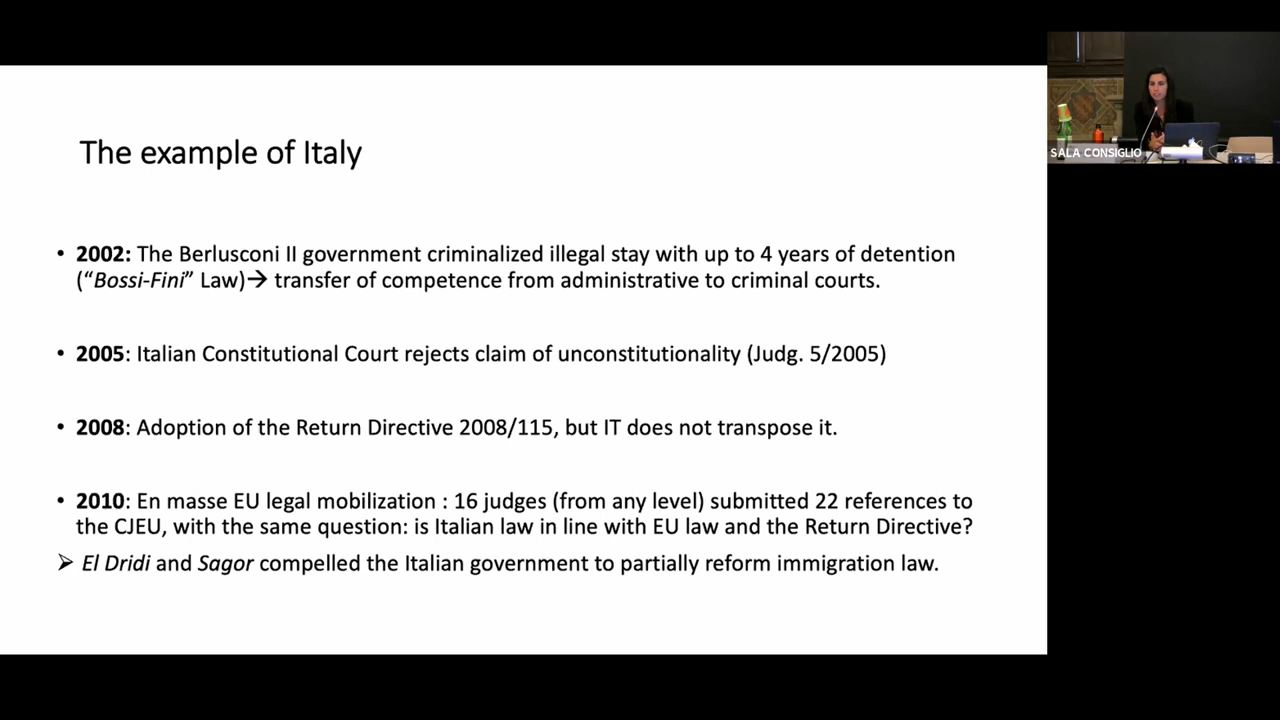 The example of Italy
• 2002: The Berlusconi II government criminalized illegal stay with up to 4 years of detention
(“Bossi-Fini” Law)→ transfer of competence from administrative to criminal courts.
• 2005: Italian Constitutional Court rejects claim of unconstitutionality (Judg. 5/2005)
• 2008: Adoption of the Return Directive 2008/115, but IT does not transpose it.
• 2010: En masse EU legal mobilization : 16 judges (from any level) submitted 22 references to
the CJEU, with the same question: is Italian law in line with EU law and the Return Directive?
➢ El Dridi and Sagor compelled the Italian government to partially reform immigration law.
SALA CONSIGLIO